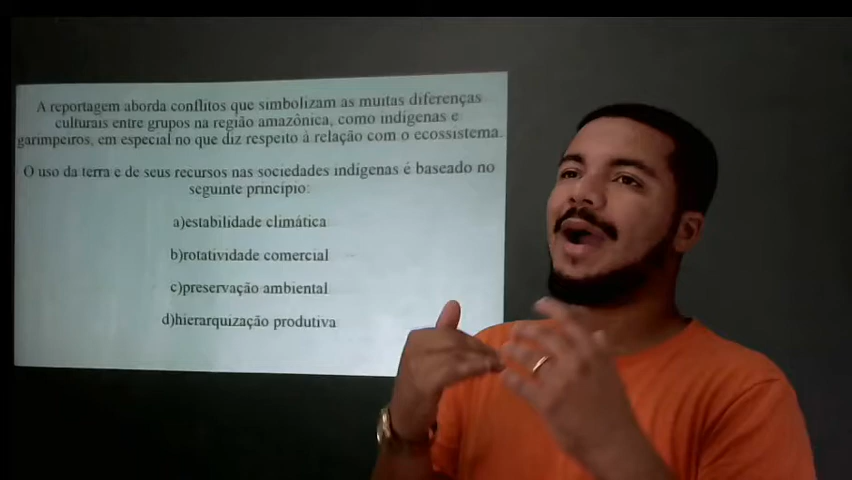 A reportagem aborda conflitos que simbolizam as muitas diferenças
culturais entre grupos na região amazônica, como indígenas e
garimpeiros, em especial no que diz respeito à relação com o ecossistema.
O uso da terra e de seus recursos nas sociedades indígenas é baseado no
seguinte princípio:
a)estabilidade climática
b)rotatividade comercial
c)preservação ambiental
d)hierarquização produtiva